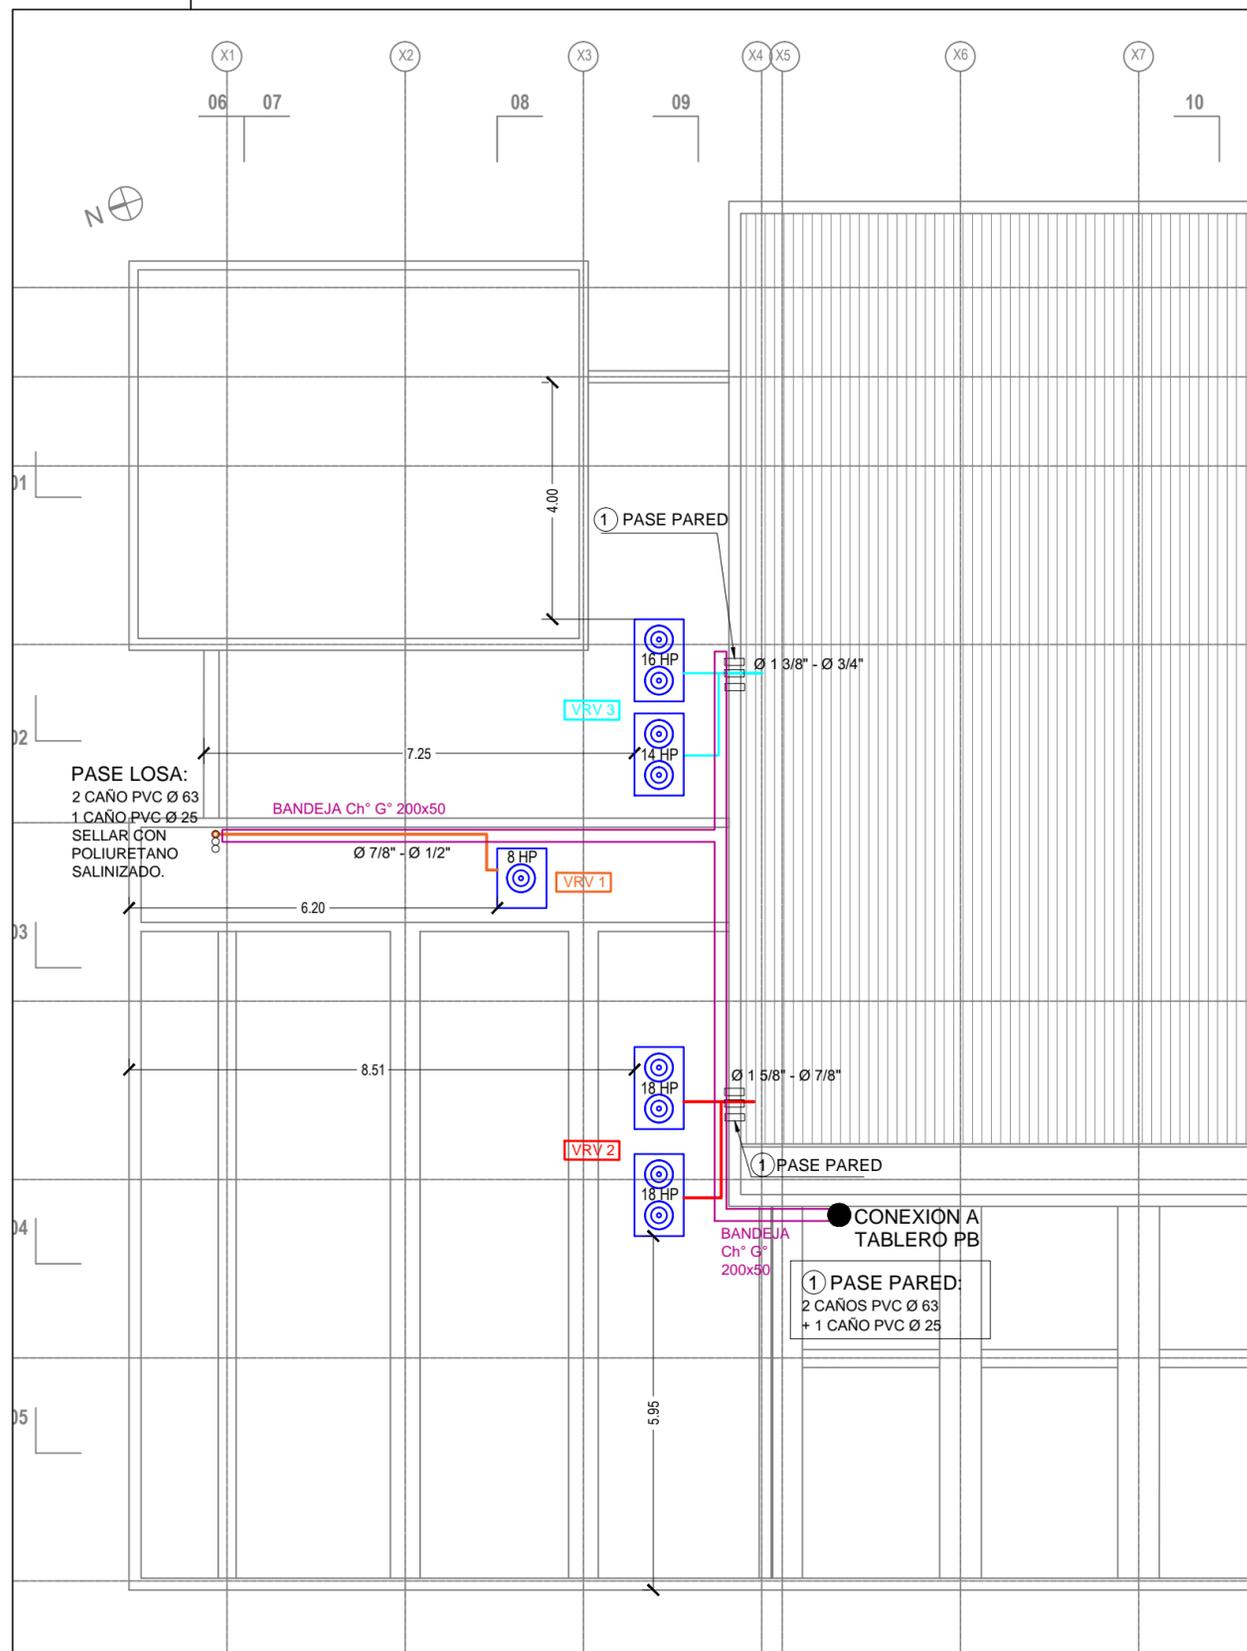 X1 X2 X3 X4 X5 X6 X7
06 07 08 09 10
N
01
4.00
1 PASE PARED
16 HP
Ø 1 3/8" - Ø 3/4"
VRV 3
02
7.25
14 HP
PASE LOSA:
2 CAÑO PVC Ø 63
1 CAÑO PVC Ø 25
SELLAR CON
POLIURETANO
SALINIZADO.
BANDEJA Ch° G° 200x50
Ø 7/8" - Ø 1/2"
8 HP
VRV 1
6.20
03
8.51
Ø 1 5/8" - Ø 7/8"
18 HP
VRV 2
1 PASE PARED
18 HP
04
CONEXION A
TABLERO PB
BANDEJA
Ch° G°
200x50
1 PASE PARED:
2 CAÑOS PVC Ø 63
+ 1 CAÑO PVC Ø 25
5.95
05